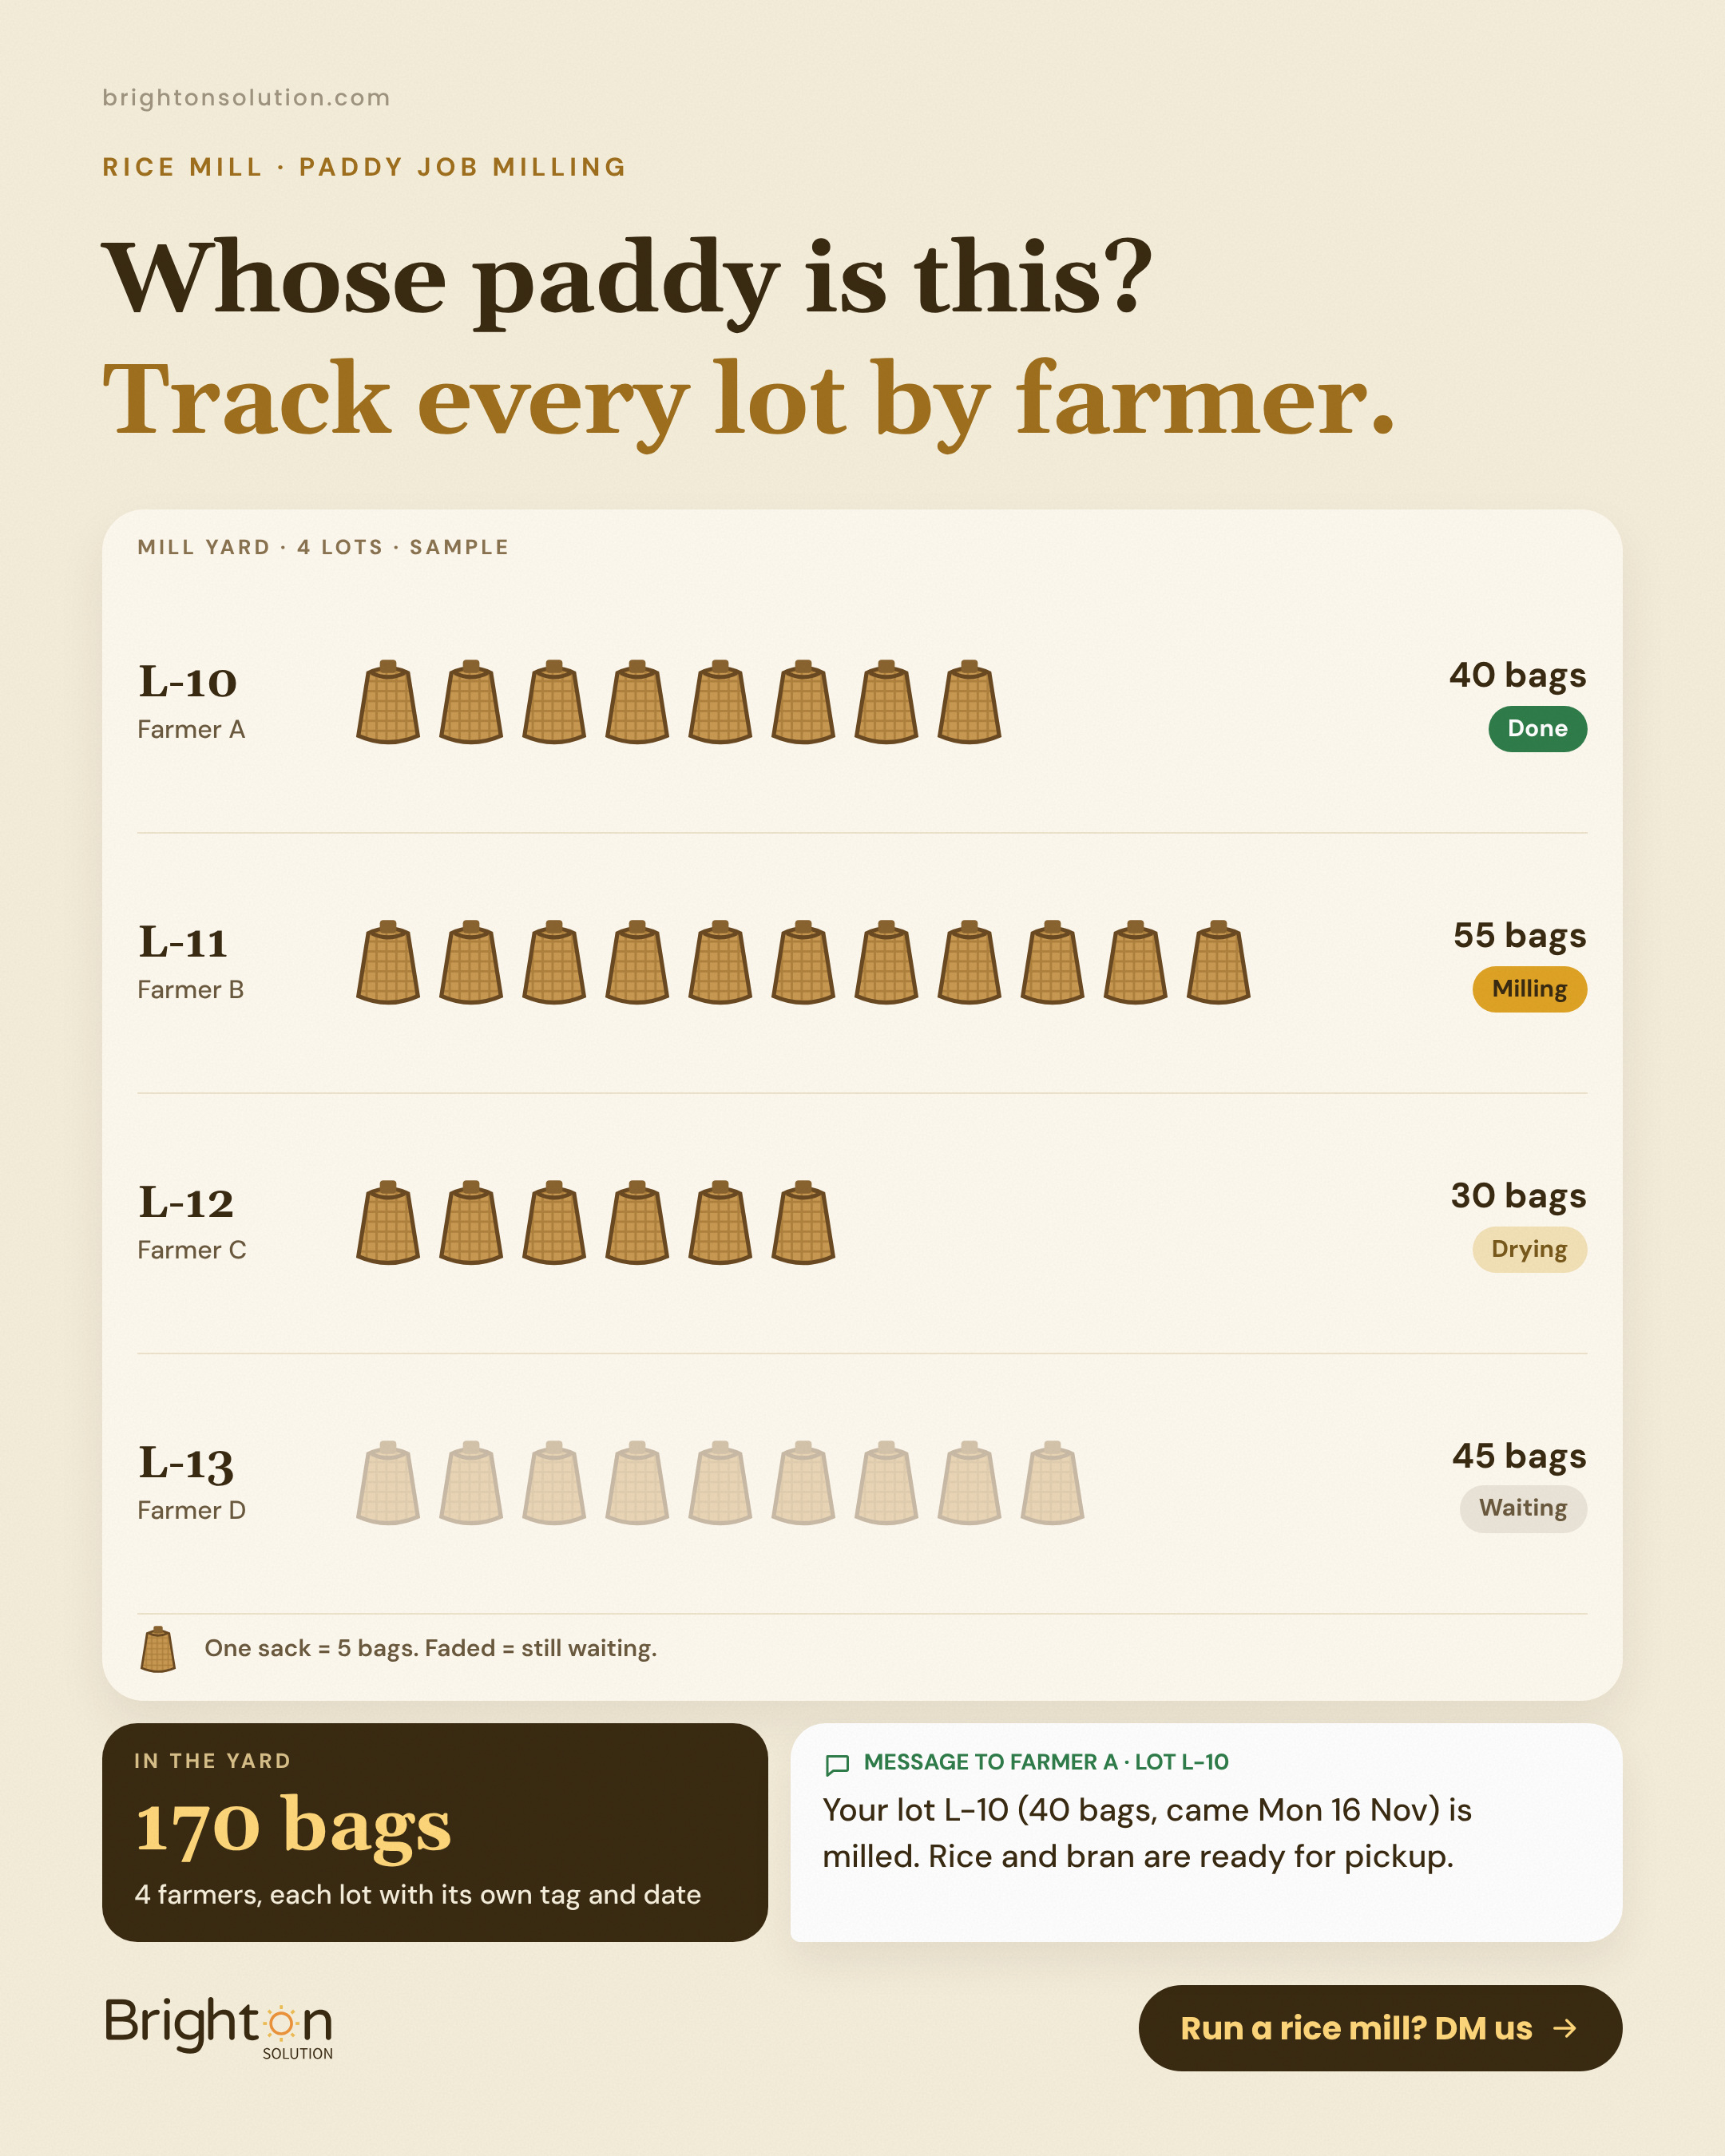 brightonsolution.com
RICE MILL · PADDY JOB MILLING
Whose paddy is this?
Track every lot by farmer.
MILL YARD · 4 LOTS · SAMPLE
L-10
Farmer A
40 bags
Done
L-11
Farmer B
55 bags
Milling
L-12
Farmer C
30 bags
Drying
L-13
Farmer D
45 bags
Waiting
One sack = 5 bags. Faded = still waiting.
IN THE YARD
170 bags
4 farmers, each lot with its own tag and date
MESSAGE TO FARMER A · LOT L-10
Your lot L-10 (40 bags, came Mon 16 Nov) is
milled. Rice and bran are ready for pickup.
Brighton
SOLUTION
Run a rice mill? DM us →